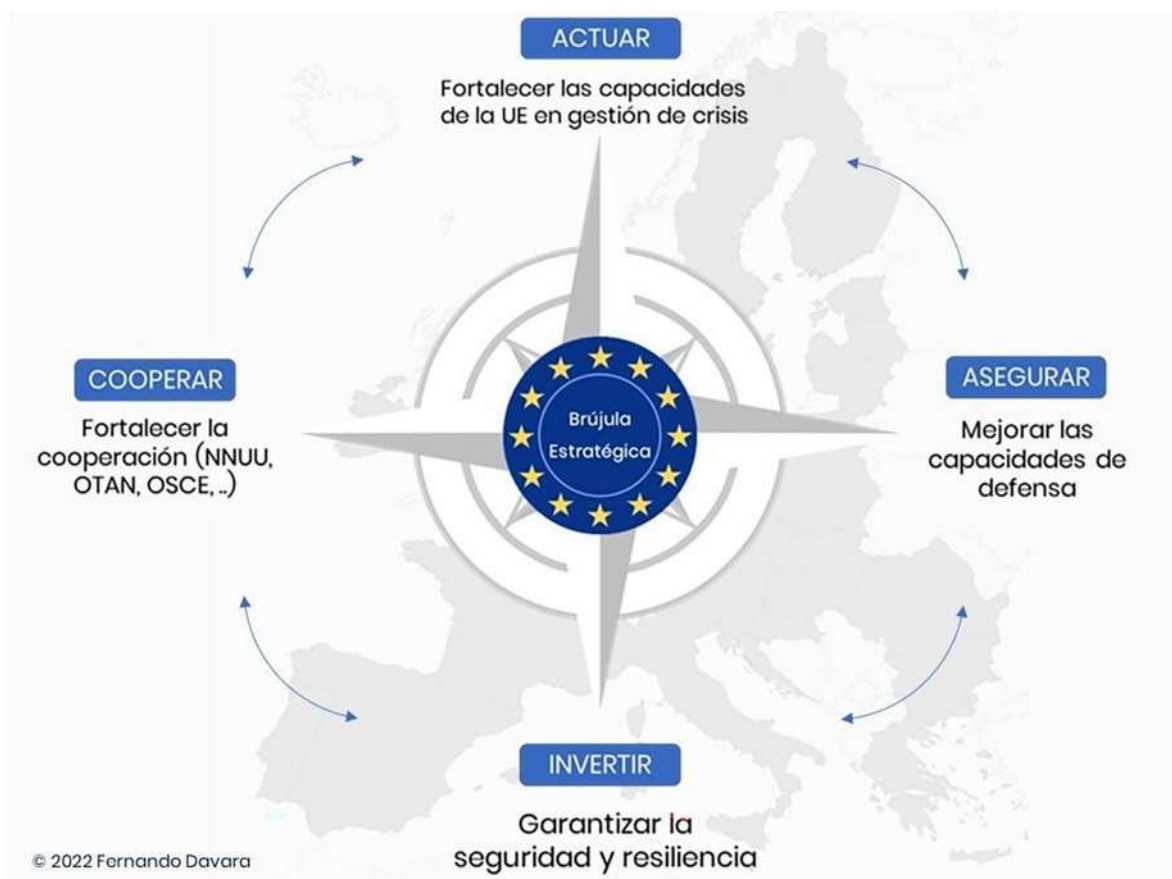 ACTUAR
Fortalecer las capacidades
de la UE en gestión de crisis
COOPERAR
Fortalecer la
cooperación (NNUU,
OTAN, OSCE, ..)
Brújula
Estratégica
ASEGURAR
Mejorar las
capacidades de
defensa
INVERTIR
Garantizar la
seguridad y resiliencia
© 2022 Fernando Davara